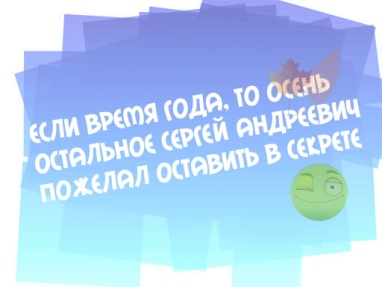 ЕСЛИ ВРЕМЯ ГОДА, ТО ОСЕНЬ
ОСТАЛЬНОЕ СЕРГЕЙ АНДРЕЕВИЧ
ПОЖЕЛАЛ ОСТАВИТЬ В СЕКРЕТЕ